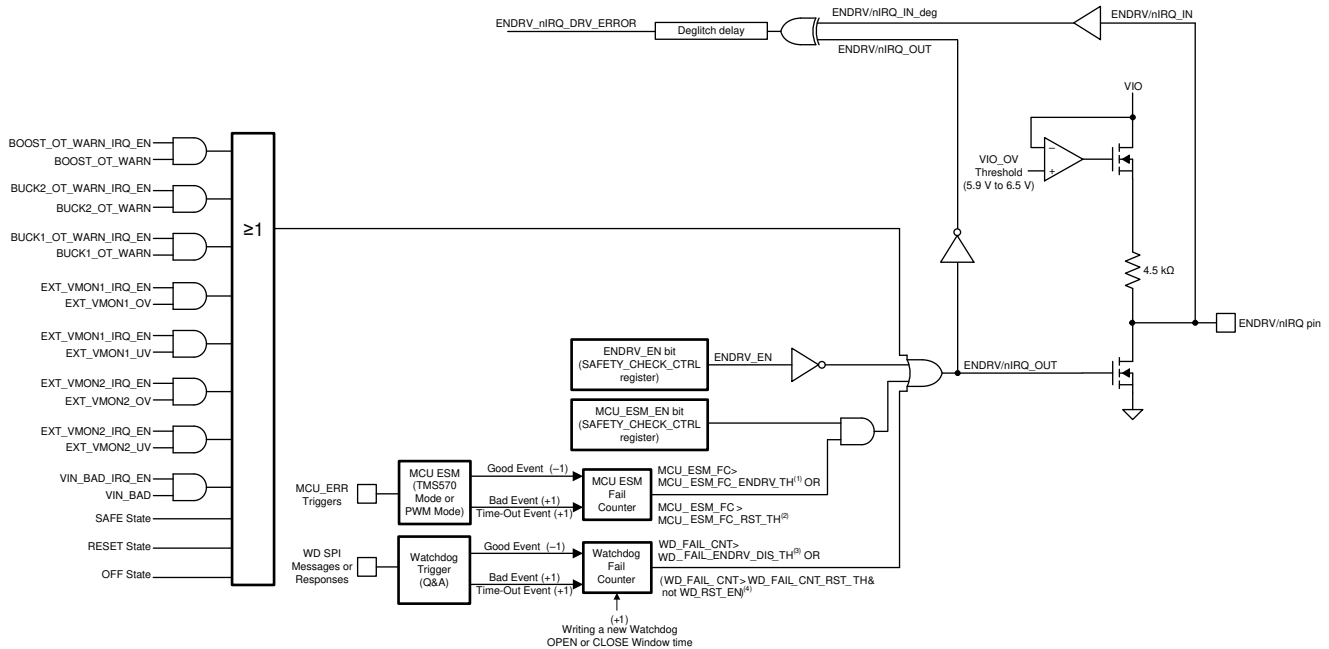 ENDRV_nIRQ_DRV_ERROR
Deglitch delay
ENDRV/nIRQ_IN_deg
ENDRV/nIRQ_IN
ENDRV/nIRQ_OUT
VIO
VIO_OV
Threshold
(5.9 V to 6.5 V)
−
+
4.5 kΩ
ENDRV/nIRQ pin
BOOST_OT_WARN_IRQ_EN
BOOST_OT_WARN
BUCK2_OT_WARN_IRQ_EN
BUCK2_OT_WARN
BUCK1_OT_WARN_IRQ_EN
BUCK1_OT_WARN
EXT_VMON1_IRQ_EN
EXT_VMON1_OV
EXT_VMON1_IRQ_EN
EXT_VMON1_UV
EXT_VMON2_IRQ_EN
EXT_VMON2_OV
EXT_VMON2_IRQ_EN
EXT_VMON2_UV
VIN_BAD_IRQ_EN
VIN_BAD
SAFE State
RESET State
OFF State
≥1
ENDRV_EN bit
(SAFETY_CHECK_CTRL
register)
ENDRV_EN
ENDRV/nIRQ_OUT
MCU_ESM_EN bit
(SAFETY_CHECK_CTRL
register)
MCU_ERR
Triggers
MCU ESM
(TMS570
Mode or
PWM Mode)
Good Event (−1)
Bad Event (+1)
Time-Out Event (+1)
MCU ESM
Fail
Counter
MCU_ESM_FC>
MCU_ESM_FC_ENDRV_TH(1) OR
MCU_ESM_FC >
MCU_ESM_FC_RST_TH(2)
WD SPI
Messages or
Responses
Watchdog
Trigger
(Q&A)
Good Event (−1)
Bad Event (+1)
Time-Out Event (+1)
Watchdog
Fail
Counter
WD_FAIL_CNT>
WD_FAIL_ENDRV_DIS_TH(3) OR
(WD_FAIL_CNT> WD_FAIL_CNT_RST_TH&
not WD_RST_EN)(4)
(+1)
Writing a new Watchdog
OPEN or CLOSE Window time